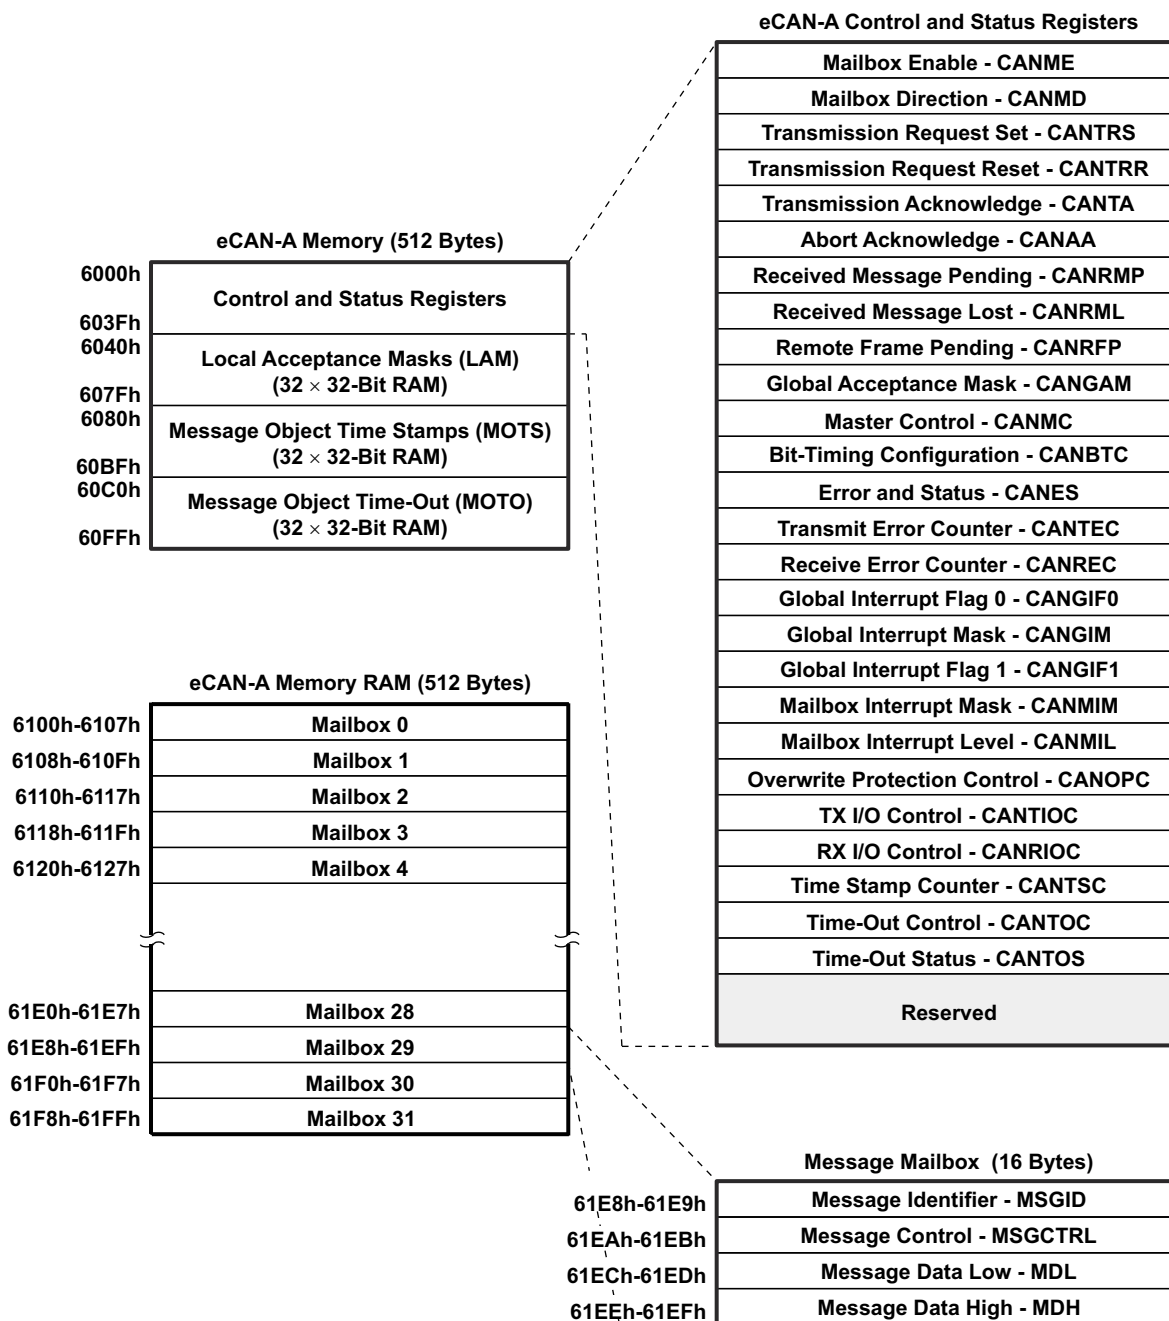 eCAN-A Control and Status Registers
Mailbox Enable - CANME
Mailbox Direction - CANMD
Transmission Request Set - CANTRS
Transmission Request Reset - CANTRR
Transmission Acknowledge - CANTA
Abort Acknowledge - CANAA
Received Message Pending - CANRMP
Received Message Lost - CANRML
Remote Frame Pending - CANRFP
Global Acceptance Mask - CANGAM
Master Control - CANMC
Bit-Timing Configuration - CANBTC
Error and Status - CANES
Transmit Error Counter - CANTEC
Receive Error Counter - CANREC
Global Interrupt Flag 0 - CANGIF0
Global Interrupt Mask - CANGIM
Global Interrupt Flag 1 - CANGIF1
Mailbox Interrupt Mask - CANMIM
Mailbox Interrupt Level - CANMIL
Overwrite Protection Control - CANOPC
TX I/O Control - CANTIOC
RX I/O Control - CANRIOC
Time Stamp Counter - CANTSC
Time-Out Control - CANTOC
Time-Out Status - CANTOS
Reserved
eCAN-A Memory (512 Bytes)
6000h
Control and Status Registers
603Fh
6040h
Local Acceptance Masks (LAM)
(32 × 32-Bit RAM)
607Fh
6080h
Message Object Time Stamps (MOTS)
(32 × 32-Bit RAM)
60BFh
60C0h
Message Object Time-Out (MOTO)
(32 × 32-Bit RAM)
60FFh
eCAN-A Memory RAM (512 Bytes)
6100h-6107h Mailbox 0
6108h-610Fh Mailbox 1
6110h-6117h Mailbox 2
6118h-611Fh Mailbox 3
6120h-6127h Mailbox 4
61E0h-61E7h Mailbox 28
61E8h-61EFh Mailbox 29
61F0h-61F7h Mailbox 30
61F8h-61FFh Mailbox 31
Message Mailbox (16 Bytes)
61E8h-61E9h Message Identifier - MSGID
61EAh-61EBh Message Control - MSGCTRL
61ECh-61EDh Message Data Low - MDL
61EEh-61EFh Message Data High - MDH